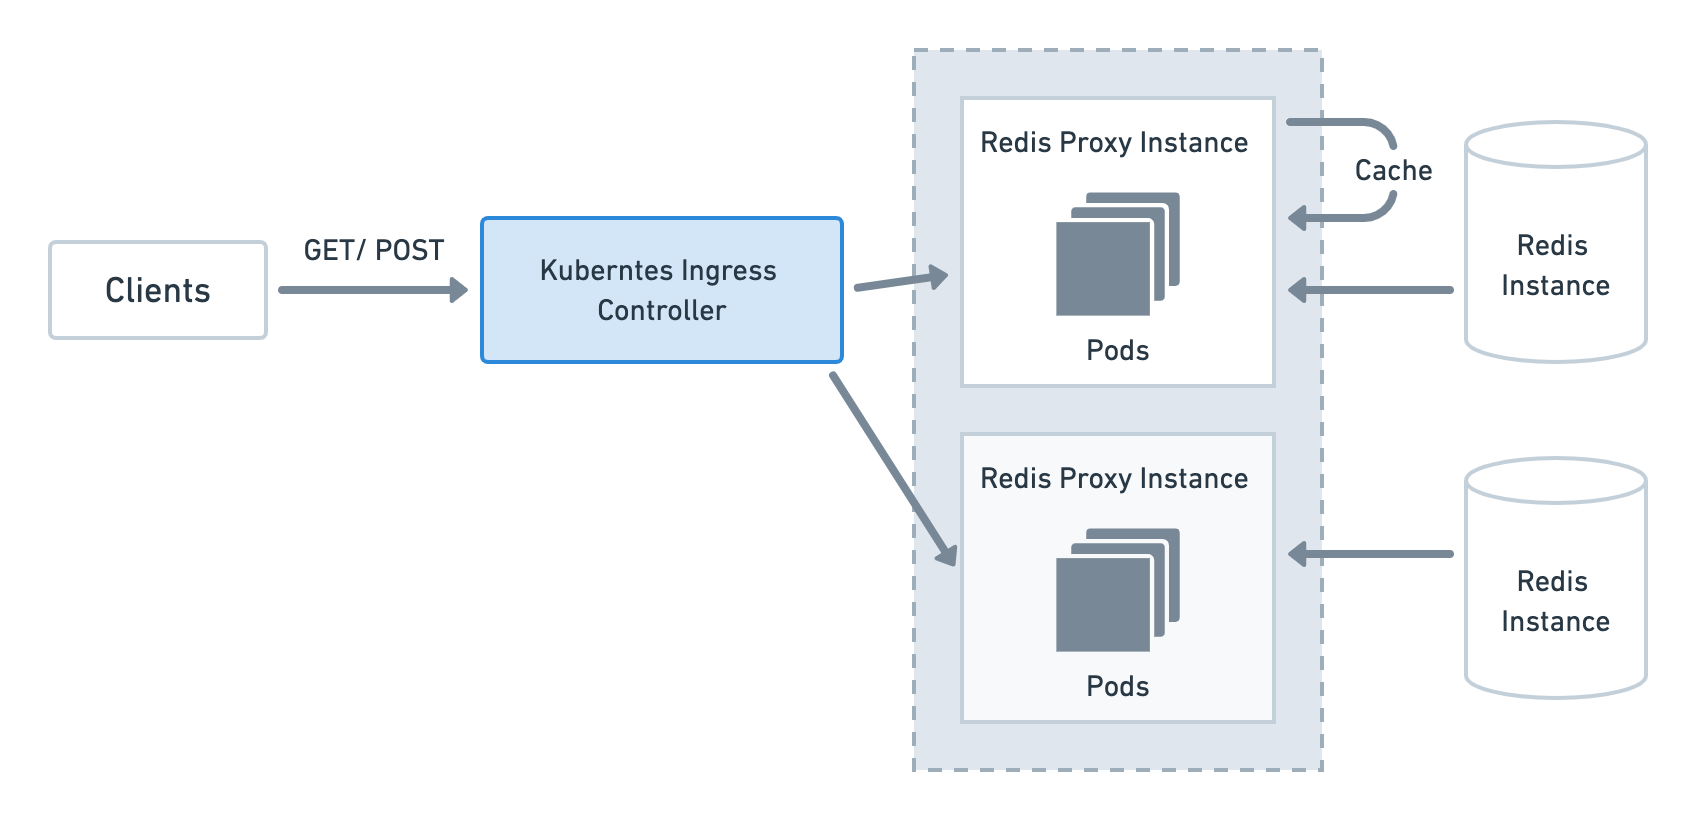 Clients
GET/ POST
Kuberntes Ingress
Controller
Redis Proxy Instance
Pods
Cache
Redis
Instance
Redis Proxy Instance
Pods
Redis
Instance